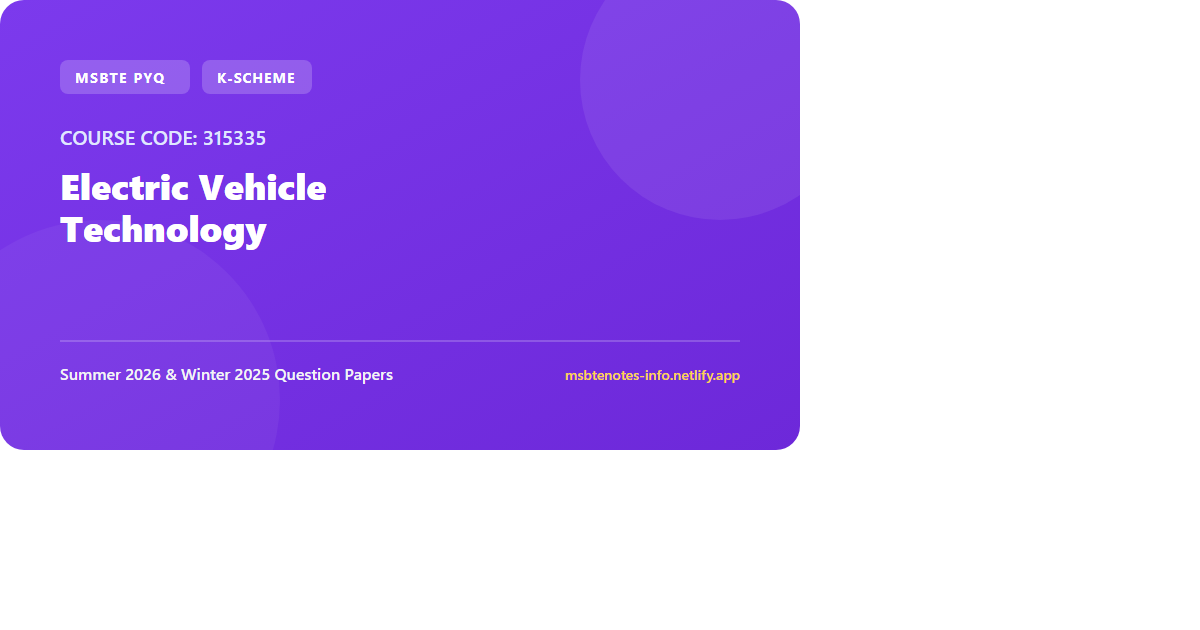 MSBTE PYQ
K-SCHEME
COURSE CODE: 315335
Electric Vehicle
Technology
Summer 2026 & Winter 2025 Question Papers
msbtenotes-info.netlify.app